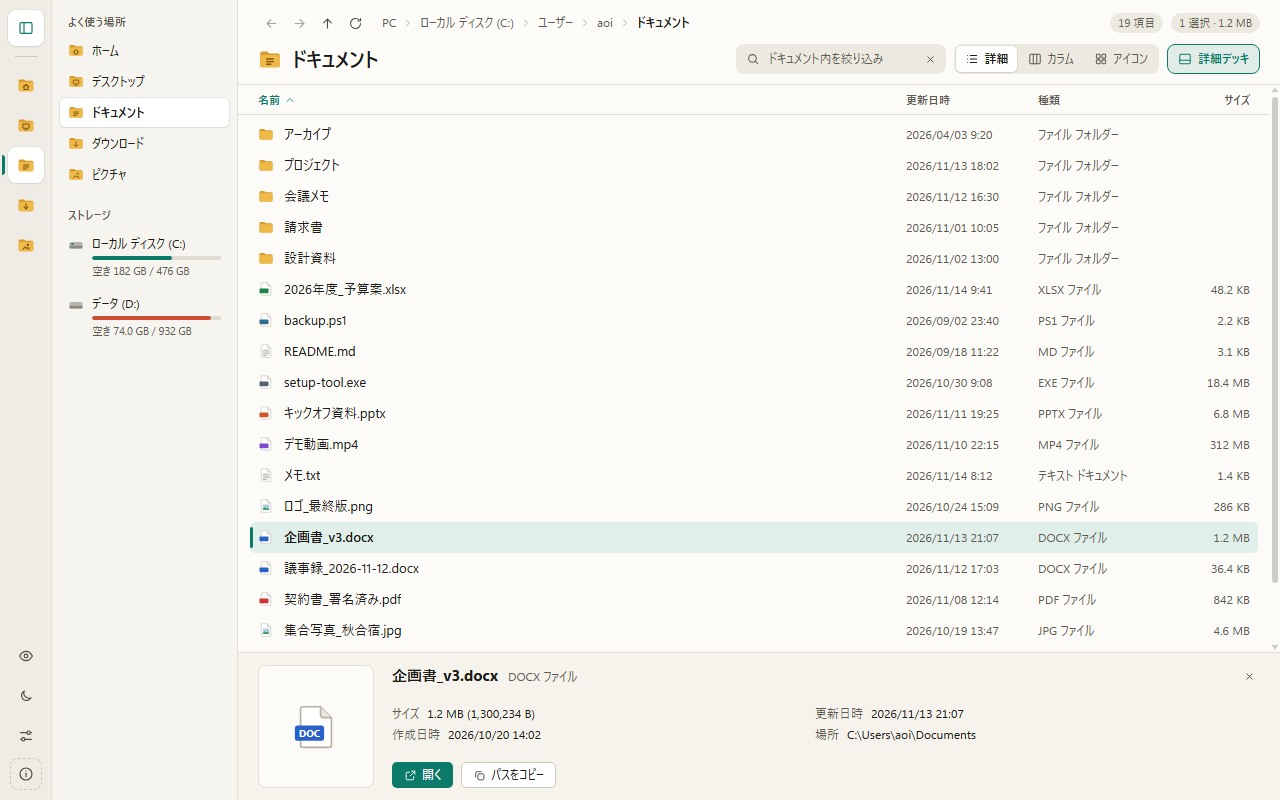 よく使う場所
ホーム
デスクトップ
ドキュメント
ダウンロード
ピクチャ
ストレージ
ローカル ディスク (C:)
空き 182 GB / 476 GB
データ (D:)
空き 74.0 GB / 932 GB
PC ローカル ディスク (C:) ユーザー aoi ドキュメント
19 項目 1 選択 · 1.2 MB
ドキュメント
ドキュメント内を絞り込み
詳細 カラム アイコン 詳細デッキ
名前 更新日時 種類 サイズ
アーカイブ 2026/04/03 9:20 ファイル フォルダー
プロジェクト 2026/11/13 18:02 ファイル フォルダー
会議メモ 2026/11/12 16:30 ファイル フォルダー
請求書 2026/11/01 10:05 ファイル フォルダー
設計資料 2026/11/02 13:00 ファイル フォルダー
2026年度_予算案.xlsx 2026/11/14 9:41 XLSX ファイル 48.2 KB
backup.ps1 2026/09/02 23:40 PS1 ファイル 2.2 KB
README.md 2026/09/18 11:22 MD ファイル 3.1 KB
setup-tool.exe 2026/10/30 9:08 EXE ファイル 18.4 MB
キックオフ資料.pptx 2026/11/11 19:25 PPTX ファイル 6.8 MB
デモ動画.mp4 2026/11/10 22:15 MP4 ファイル 312 MB
メモ.txt 2026/11/14 8:12 テキスト ドキュメント 1.4 KB
ロゴ_最終版.png 2026/10/24 15:09 PNG ファイル 286 KB
企画書_v3.docx 2026/11/13 21:07 DOCX ファイル 1.2 MB
議事録_2026-11-12.docx 2026/11/12 17:03 DOCX ファイル 36.4 KB
契約書_署名済み.pdf 2026/11/08 12:14 PDF ファイル 842 KB
集合写真_秋合宿.jpg 2026/10/19 13:47 JPG ファイル 4.6 MB
DOC
企画書_v3.docx DOCX ファイル
サイズ 1.2 MB (1,300,234 B) 更新日時 2026/11/13 21:07
作成日時 2026/10/20 14:02 場所 C:\Users\aoi\Documents
開く パスをコピー